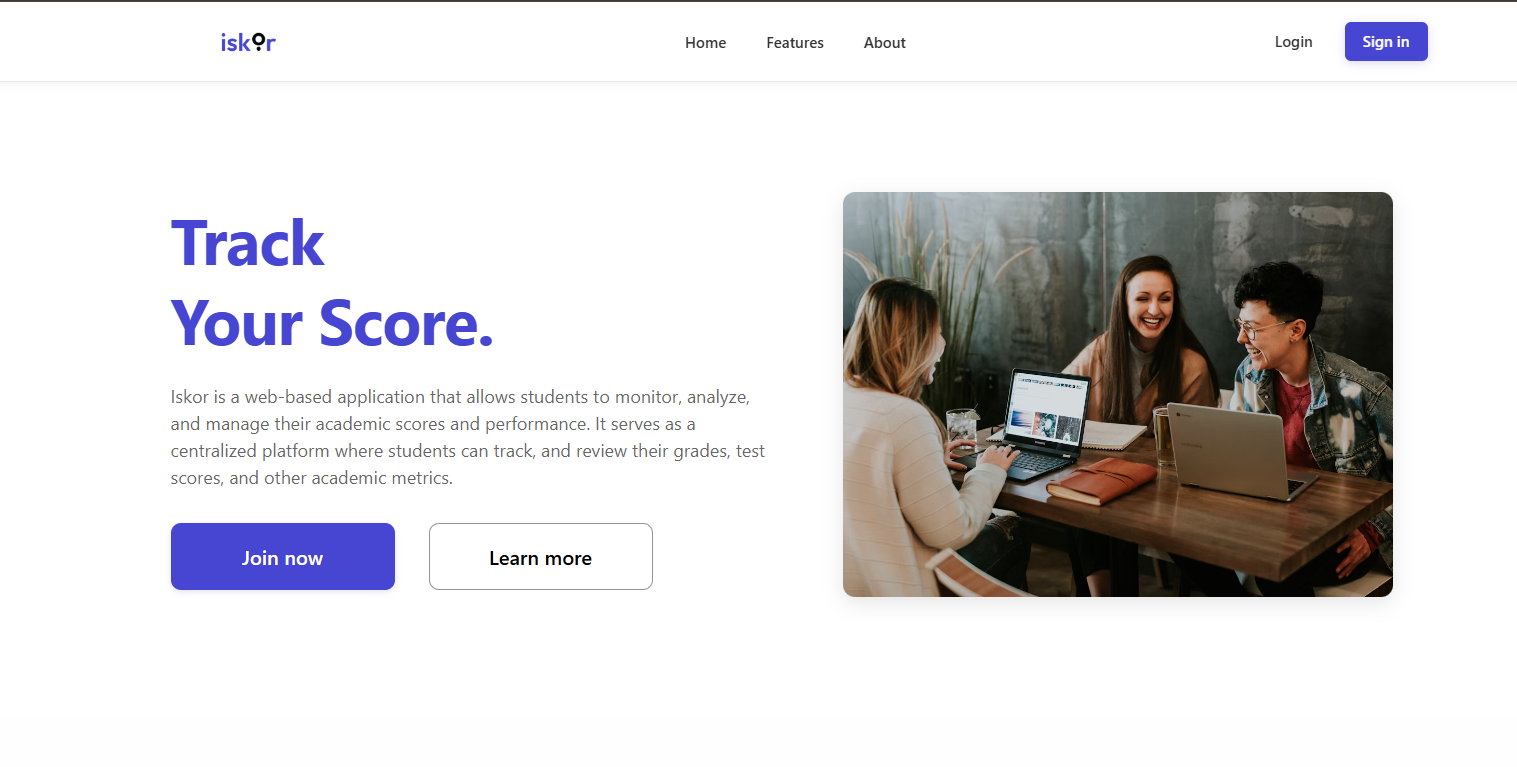 iskor
Home
Features
About
Login
Sign in
Track
Your Score.
Iskor is a web-based application that allows students to monitor, analyze,
and manage their academic scores and performance. It serves as a
centralized platform where students can track, and review their grades, test
scores, and other academic metrics.
Join now
Learn more